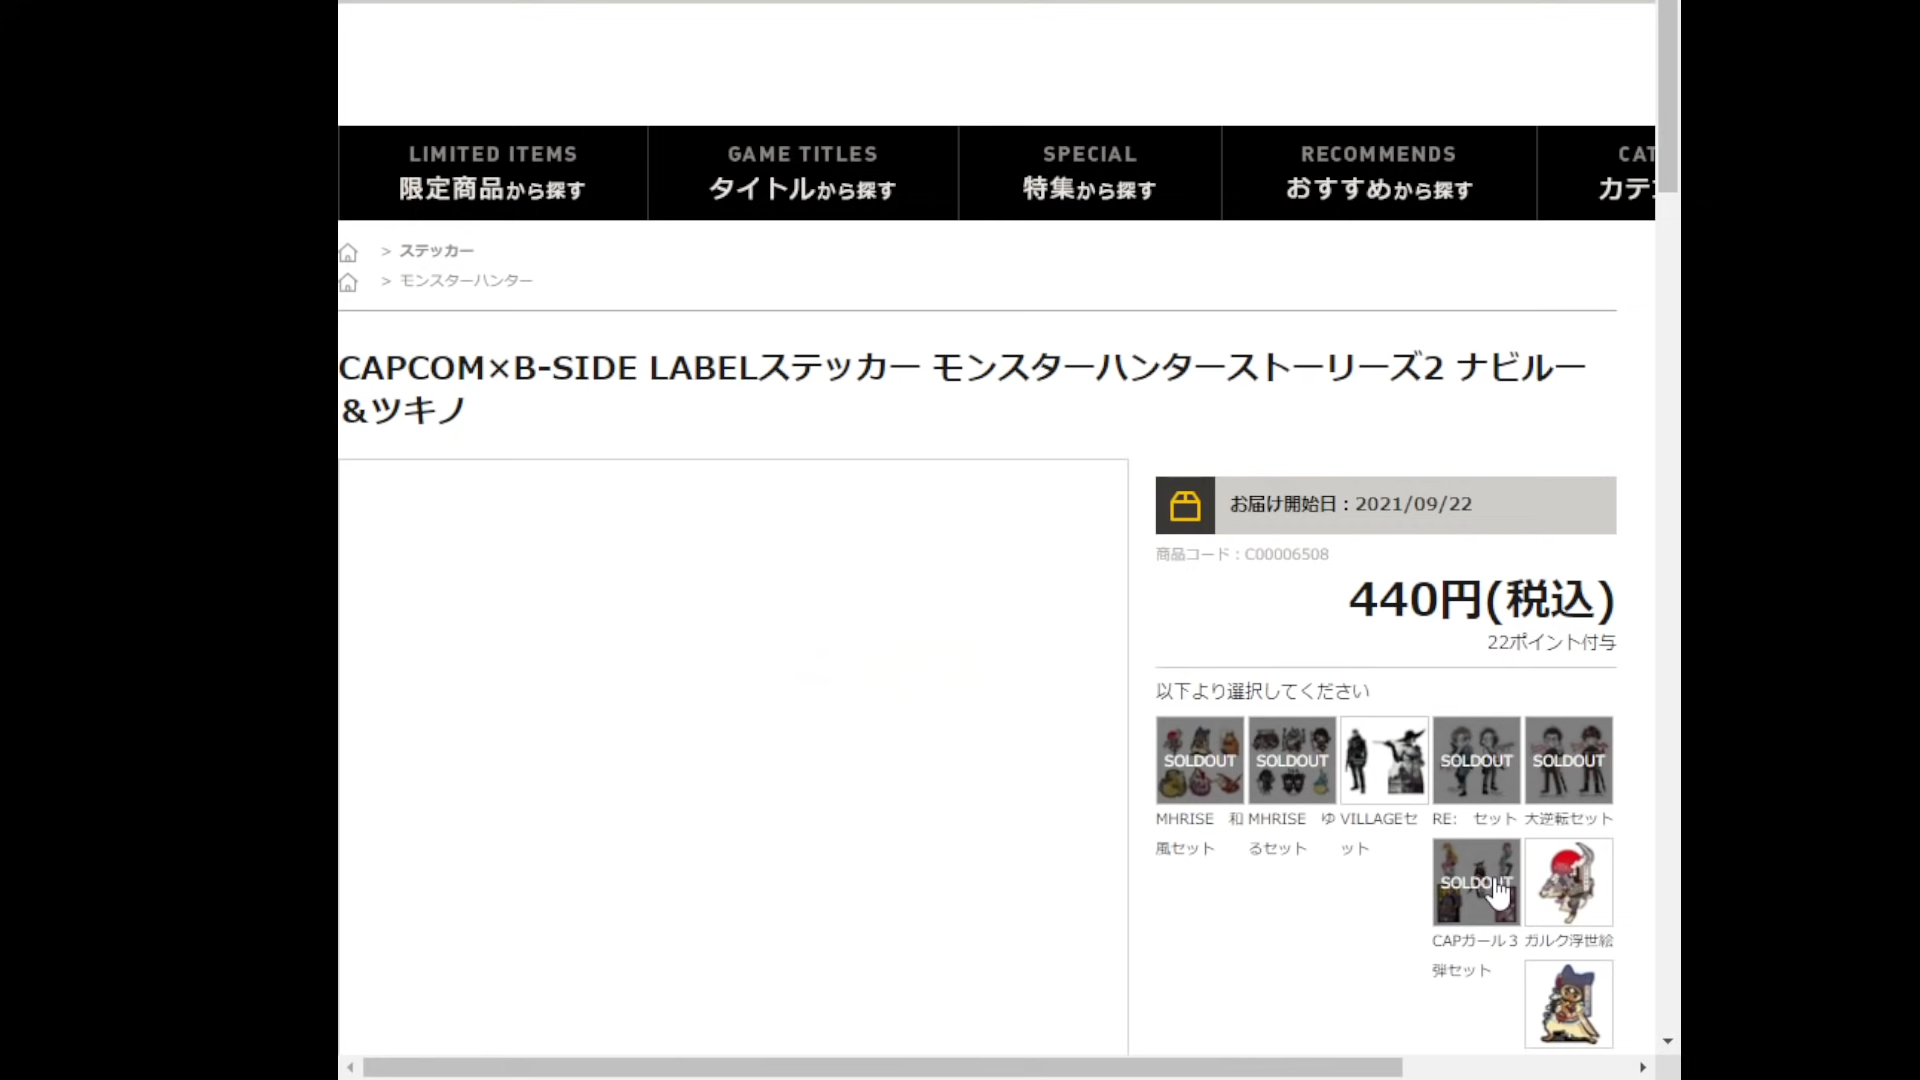 LIMITED ITEMS
限定商品から探す
GAME TITLES
タイトルから探す
SPECIAL
特集から探す
RECOMMENDS
おすすめから探す
CAT
カテ
> ステッカー
> モンスターハンター
CAPCOM×B-SIDE LABELステッカー モンスターハンターストーリーズ2 ナビルー
＆ツキノ
お届け開始日：2021/09/22
商品コード：C00006508
440円(税込)
22ポイント付与
以下より選択してください
SOLDOUT
SOLDOUT
SOLDOUT
SOLDOUT
MHRISE 和
風セット
MHRISE ゆ
るセット
VILLAGEセ
ット
RE: セット
大逆転セット
SOLDOUT
CAPガール３
弾セット
ガルク浮世絵